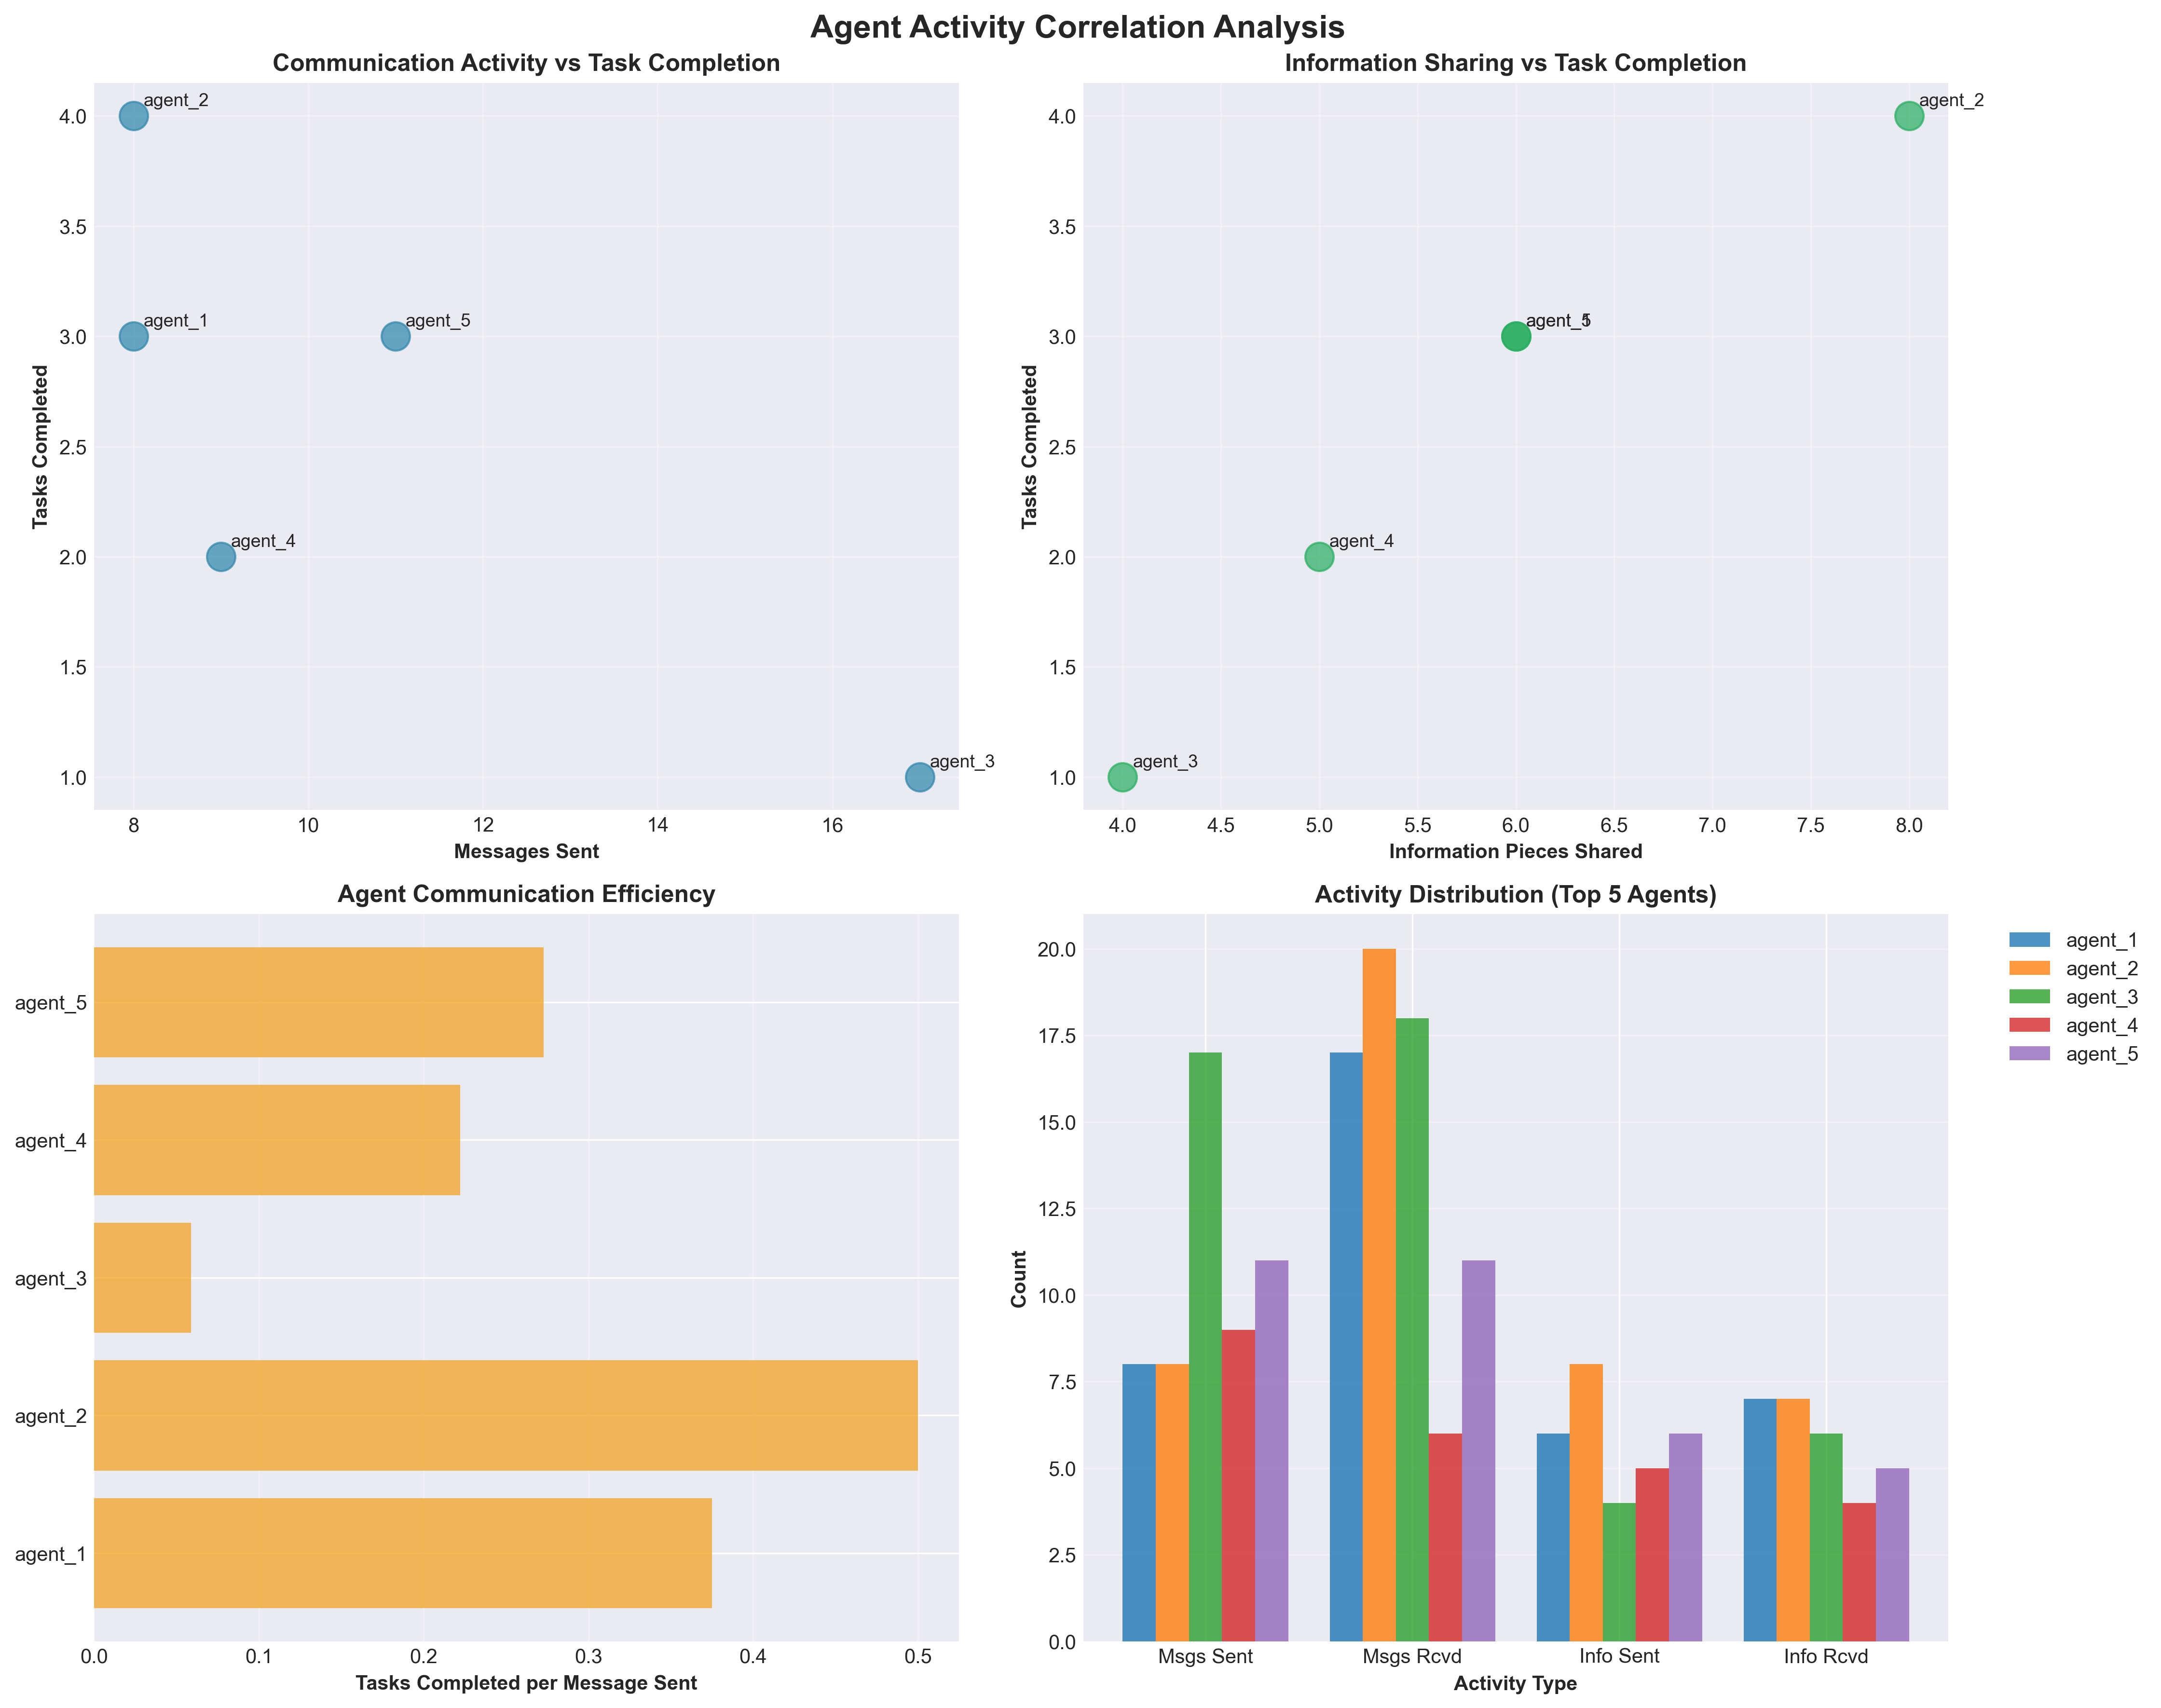 Agent Activity Correlation Analysis
Communication Activity vs Task Completion
4.0
3.5
3.0
2.5
2.0
1.5
1.0
Tasks Completed
agent_2
agent_1
agent_5
agent_4
agent_3
8
10
12
14
16
Messages Sent
Information Sharing vs Task Completion
4.0
3.5
3.0
2.5
2.0
1.5
1.0
Tasks Completed
agent_2
agent_1
agent_5
agent_4
agent_3
4.0
4.5
5.0
5.5
6.0
6.5
7.0
7.5
8.0
Information Pieces Shared
Agent Communication Efficiency
agent_5
agent_4
agent_3
agent_2
agent_1
0.0
0.1
0.2
0.3
0.4
0.5
Tasks Completed per Message Sent
Activity Distribution (Top 5 Agents)
20.0
17.5
15.0
12.5
10.0
7.5
5.0
2.5
0.0
Count
Msgs Sent
Msgs Rcvd
Info Sent
Info Rcvd
Activity Type
agent_1
agent_2
agent_3
agent_4
agent_5